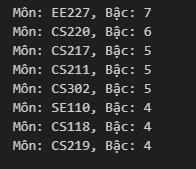 Môn: EE227, Bậc: 7
Môn: CS220, Bậc: 6
Môn: CS217, Bậc: 5
Môn: CS211, Bậc: 5
Môn: CS302, Bậc: 5
Môn: SE110, Bậc: 4
Môn: CS118, Bậc: 4
Môn: CS219, Bậc: 4